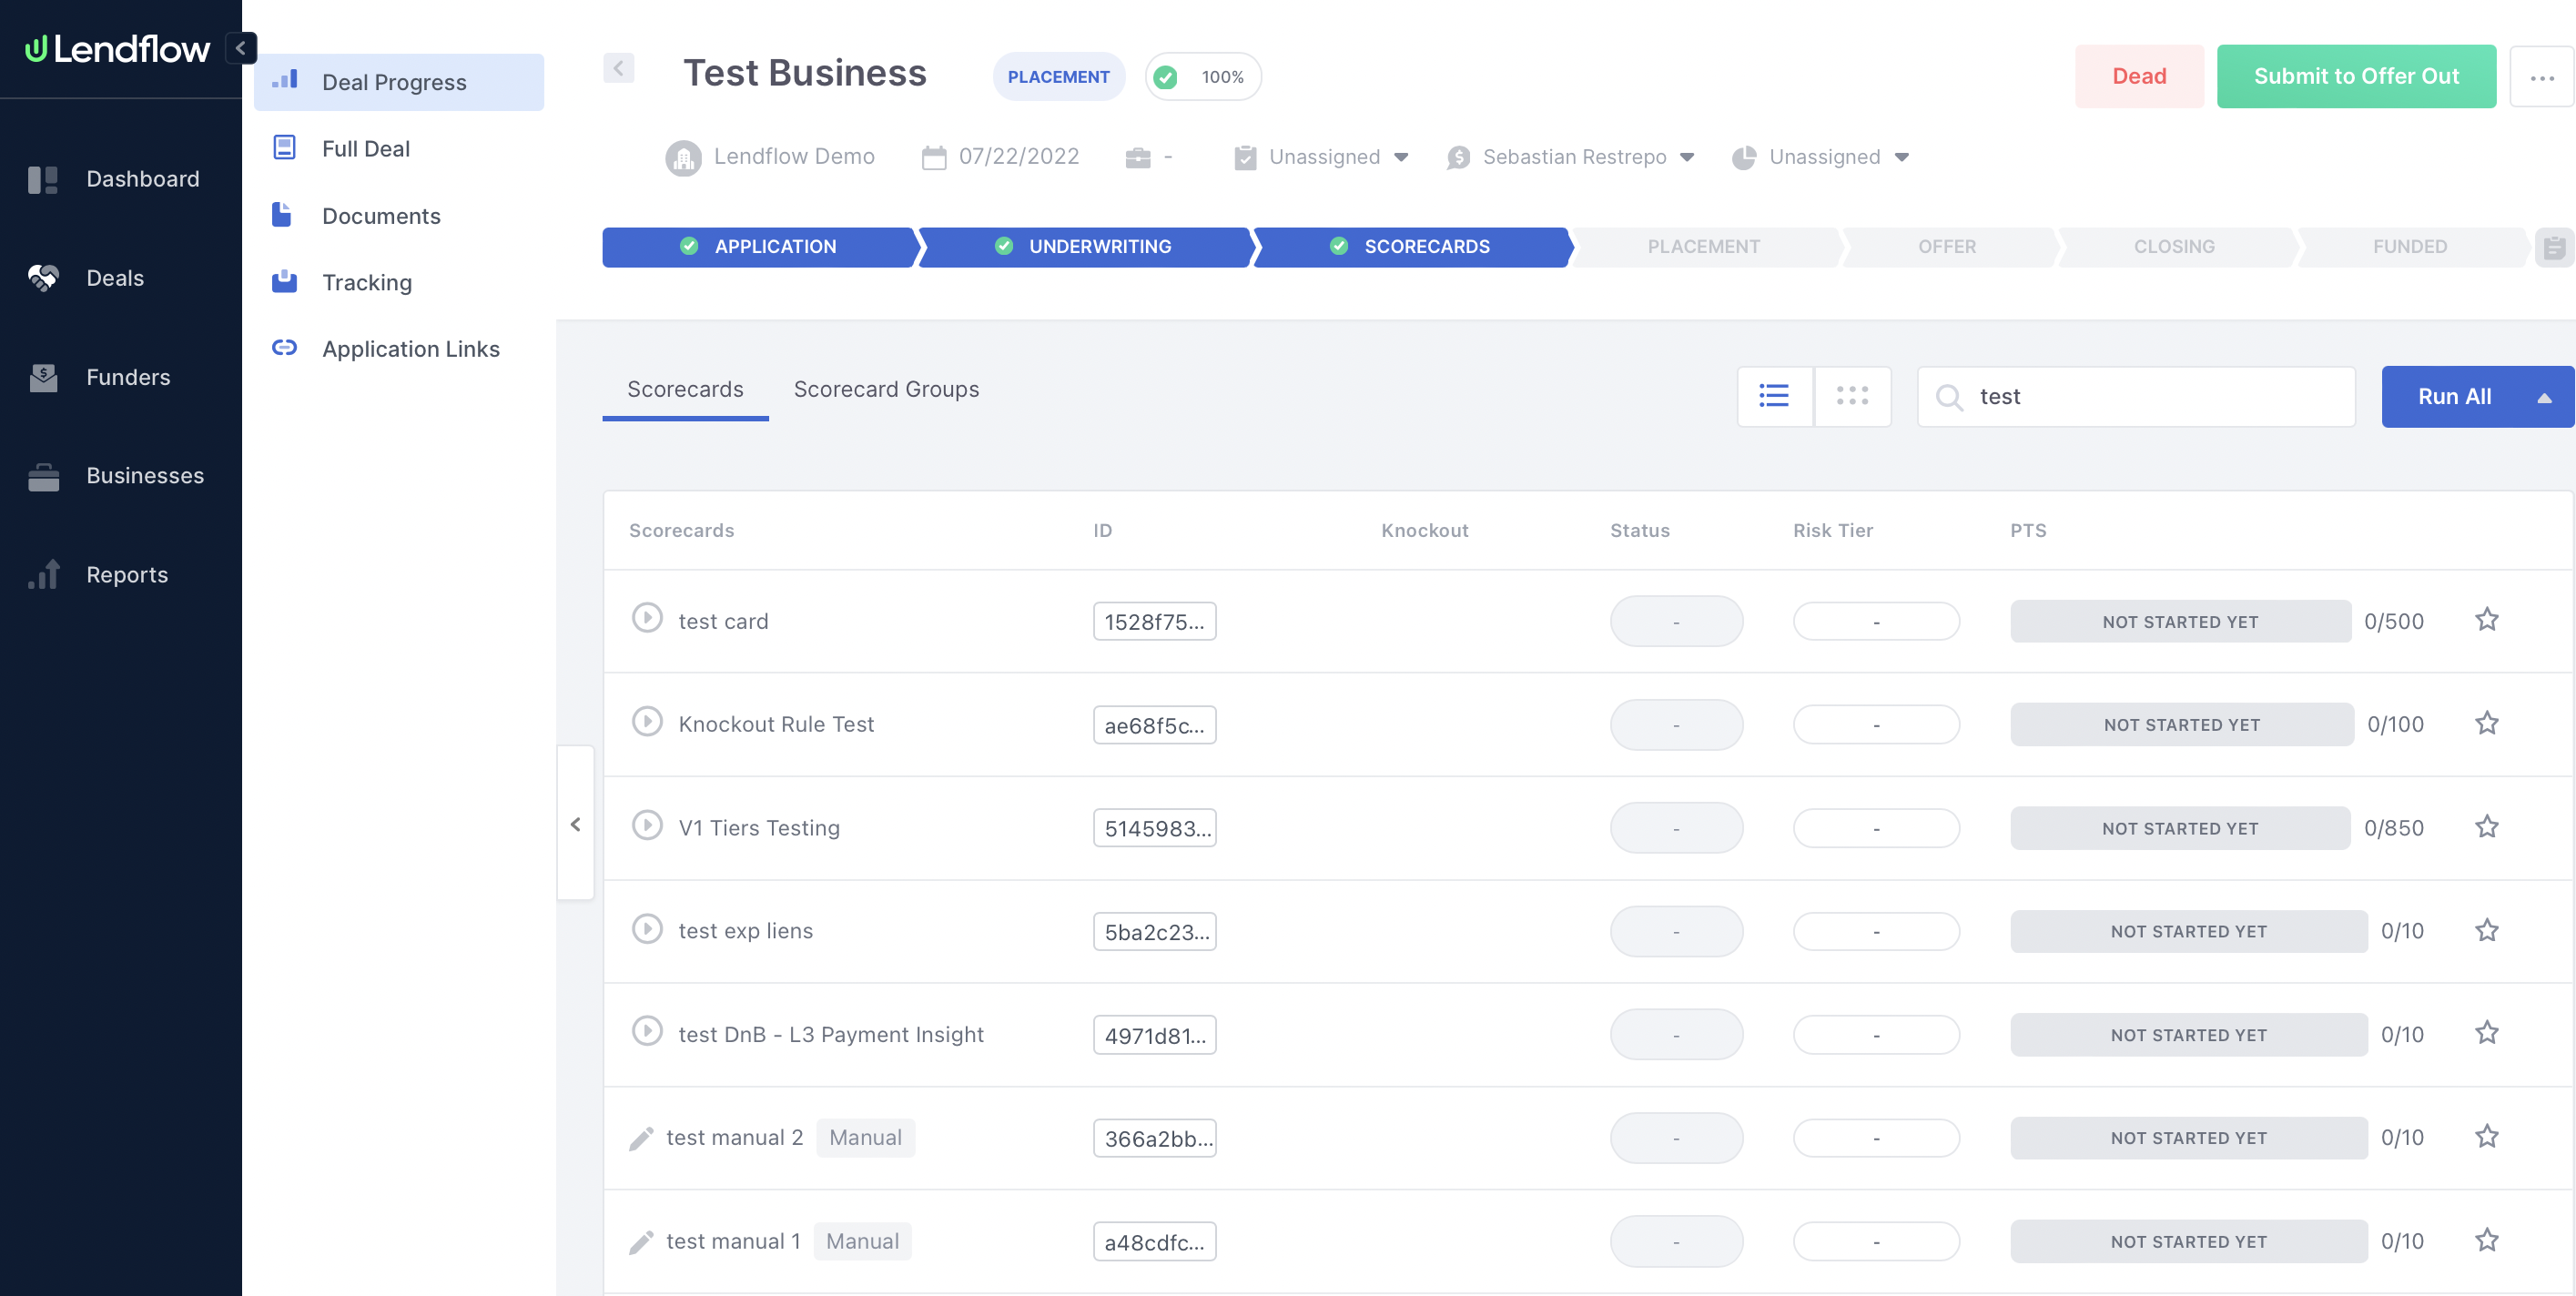 Lendflow
Dashboard
Deals
Funders
Businesses
Reports
Deal Progress
Full Deal
Documents
Tracking
Application Links
Test Business PLACEMENT 100% Dead Submit to Offer Out ...
Lendflow Demo 07/22/2022 - Unassigned Sebastian Restrepo Unassigned
APPLICATION UNDERWRITING SCORECARDS PLACEMENT OFFER CLOSING FUNDED
Scorecards Scorecard Groups test Run All
Scorecards ID Knockout Status Risk Tier PTS
test card 1528f75... - - NOT STARTED YET 0/500
Knockout Rule Test ae68f5c... - - NOT STARTED YET 0/100
V1 Tiers Testing 5145983... - - NOT STARTED YET 0/850
test exp liens 5ba2c23... - - NOT STARTED YET 0/10
test DnB - L3 Payment Insight 4971d81... - - NOT STARTED YET 0/10
test manual 2 Manual 366a2bb... - - NOT STARTED YET 0/10
test manual 1 Manual a48cdfc... - - NOT STARTED YET 0/10